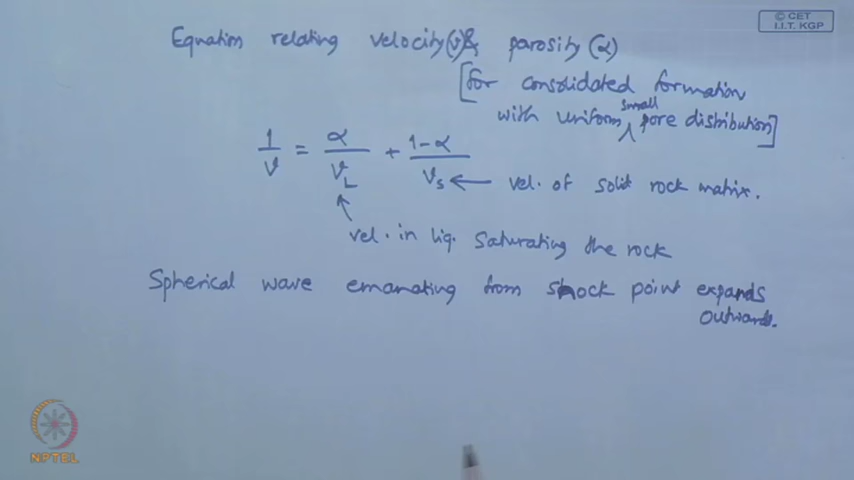 © CET
I.I.T. KGP
Equation relating velocity (v) & parosity (α)
[for consolidated formation
with uniform small pore distribution]
1/v = α/V_L + (1-α)/V_S ← vel. of solid rock matrix.
vel. in liq. saturating the rock
Spherical wave emanating from shock point expands
outwards.
NPTEL